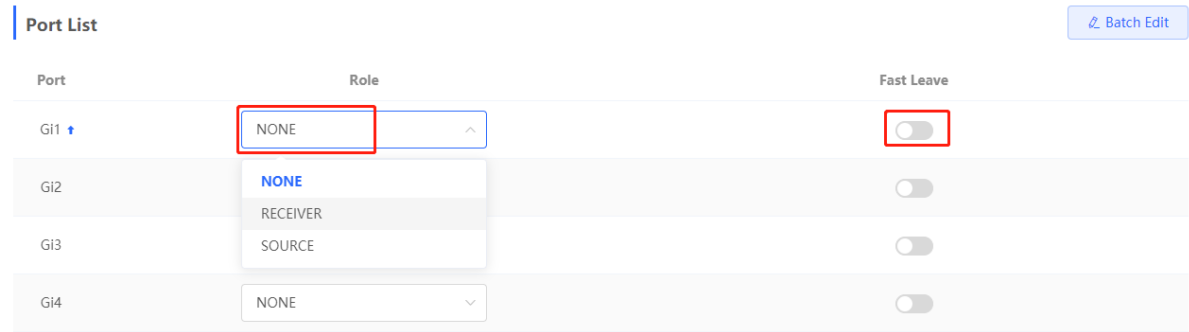 Port List
Batch Edit
Port Role Fast Leave
Gi1 NONE
NONE
Gi2
RECEIVER
Gi3 SOURCE
Gi4 NONE